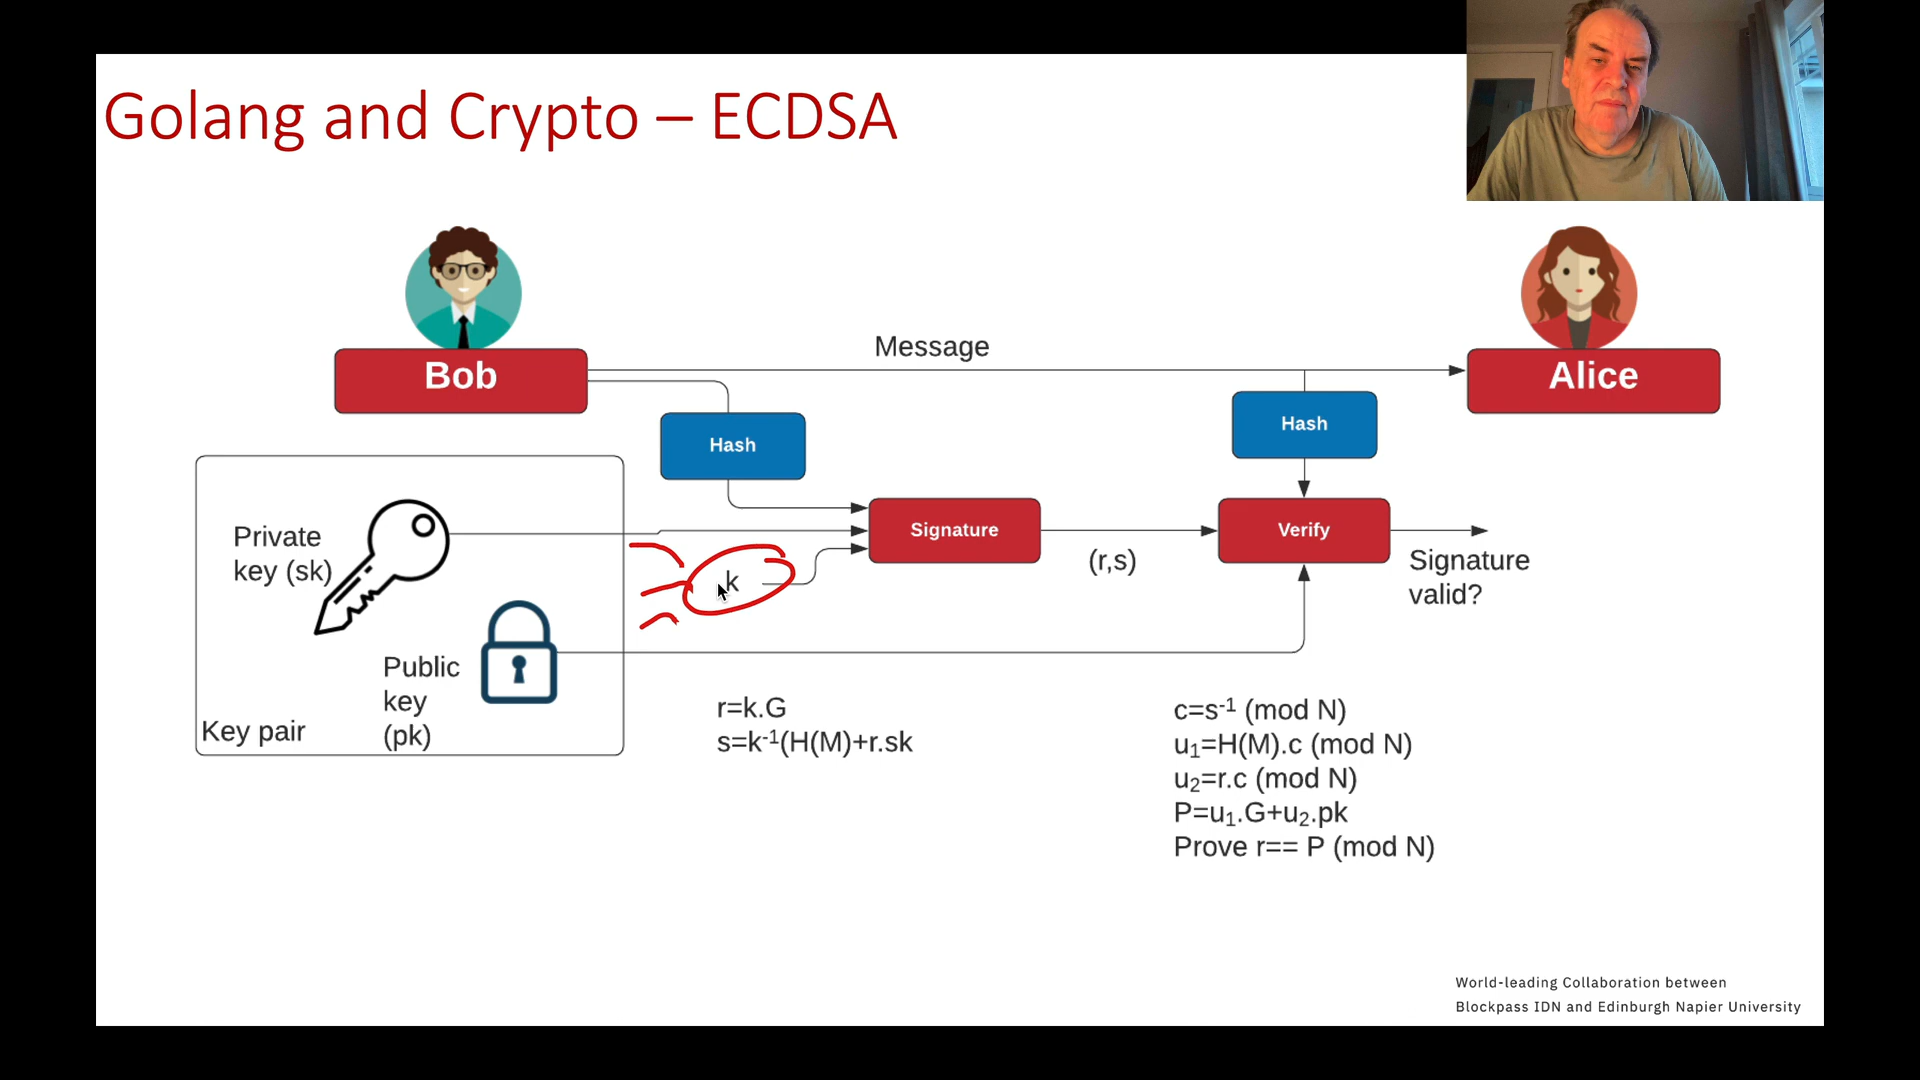 Golang and Crypto – ECDSA
Bob
Message
Alice
Hash
Hash
Private
key (sk)
Signature
(r,s)
Verify
Signature
valid?
k
Public
key
(pk)
Key pair
r=k.G
s=k⁻¹(H(M)+r.sk
c=s⁻¹ (mod N)
u₁=H(M).c (mod N)
u₂=r.c (mod N)
P=u₁.G+u₂.pk
Prove r== P (mod N)
World-leading Collaboration between
Blockpass IDN and Edinburgh Napier University